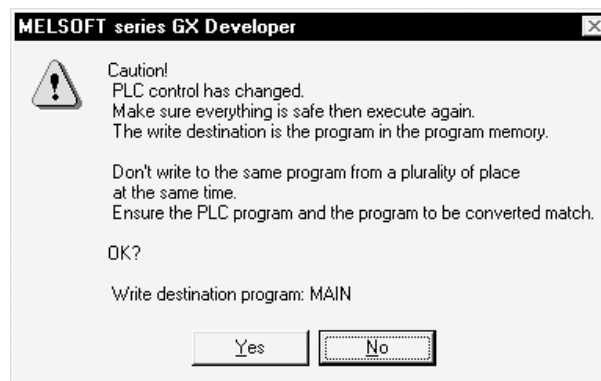 MELSOFT series GX Developer
Caution!
PLC control has changed.
Make sure everything is safe then execute again.
The write destination is the program in the program memory.
Don't write to the same program from a plurality of place
at the same time.
Ensure the PLC program and the program to be converted match.
OK?
Write destination program: MAIN
Yes No